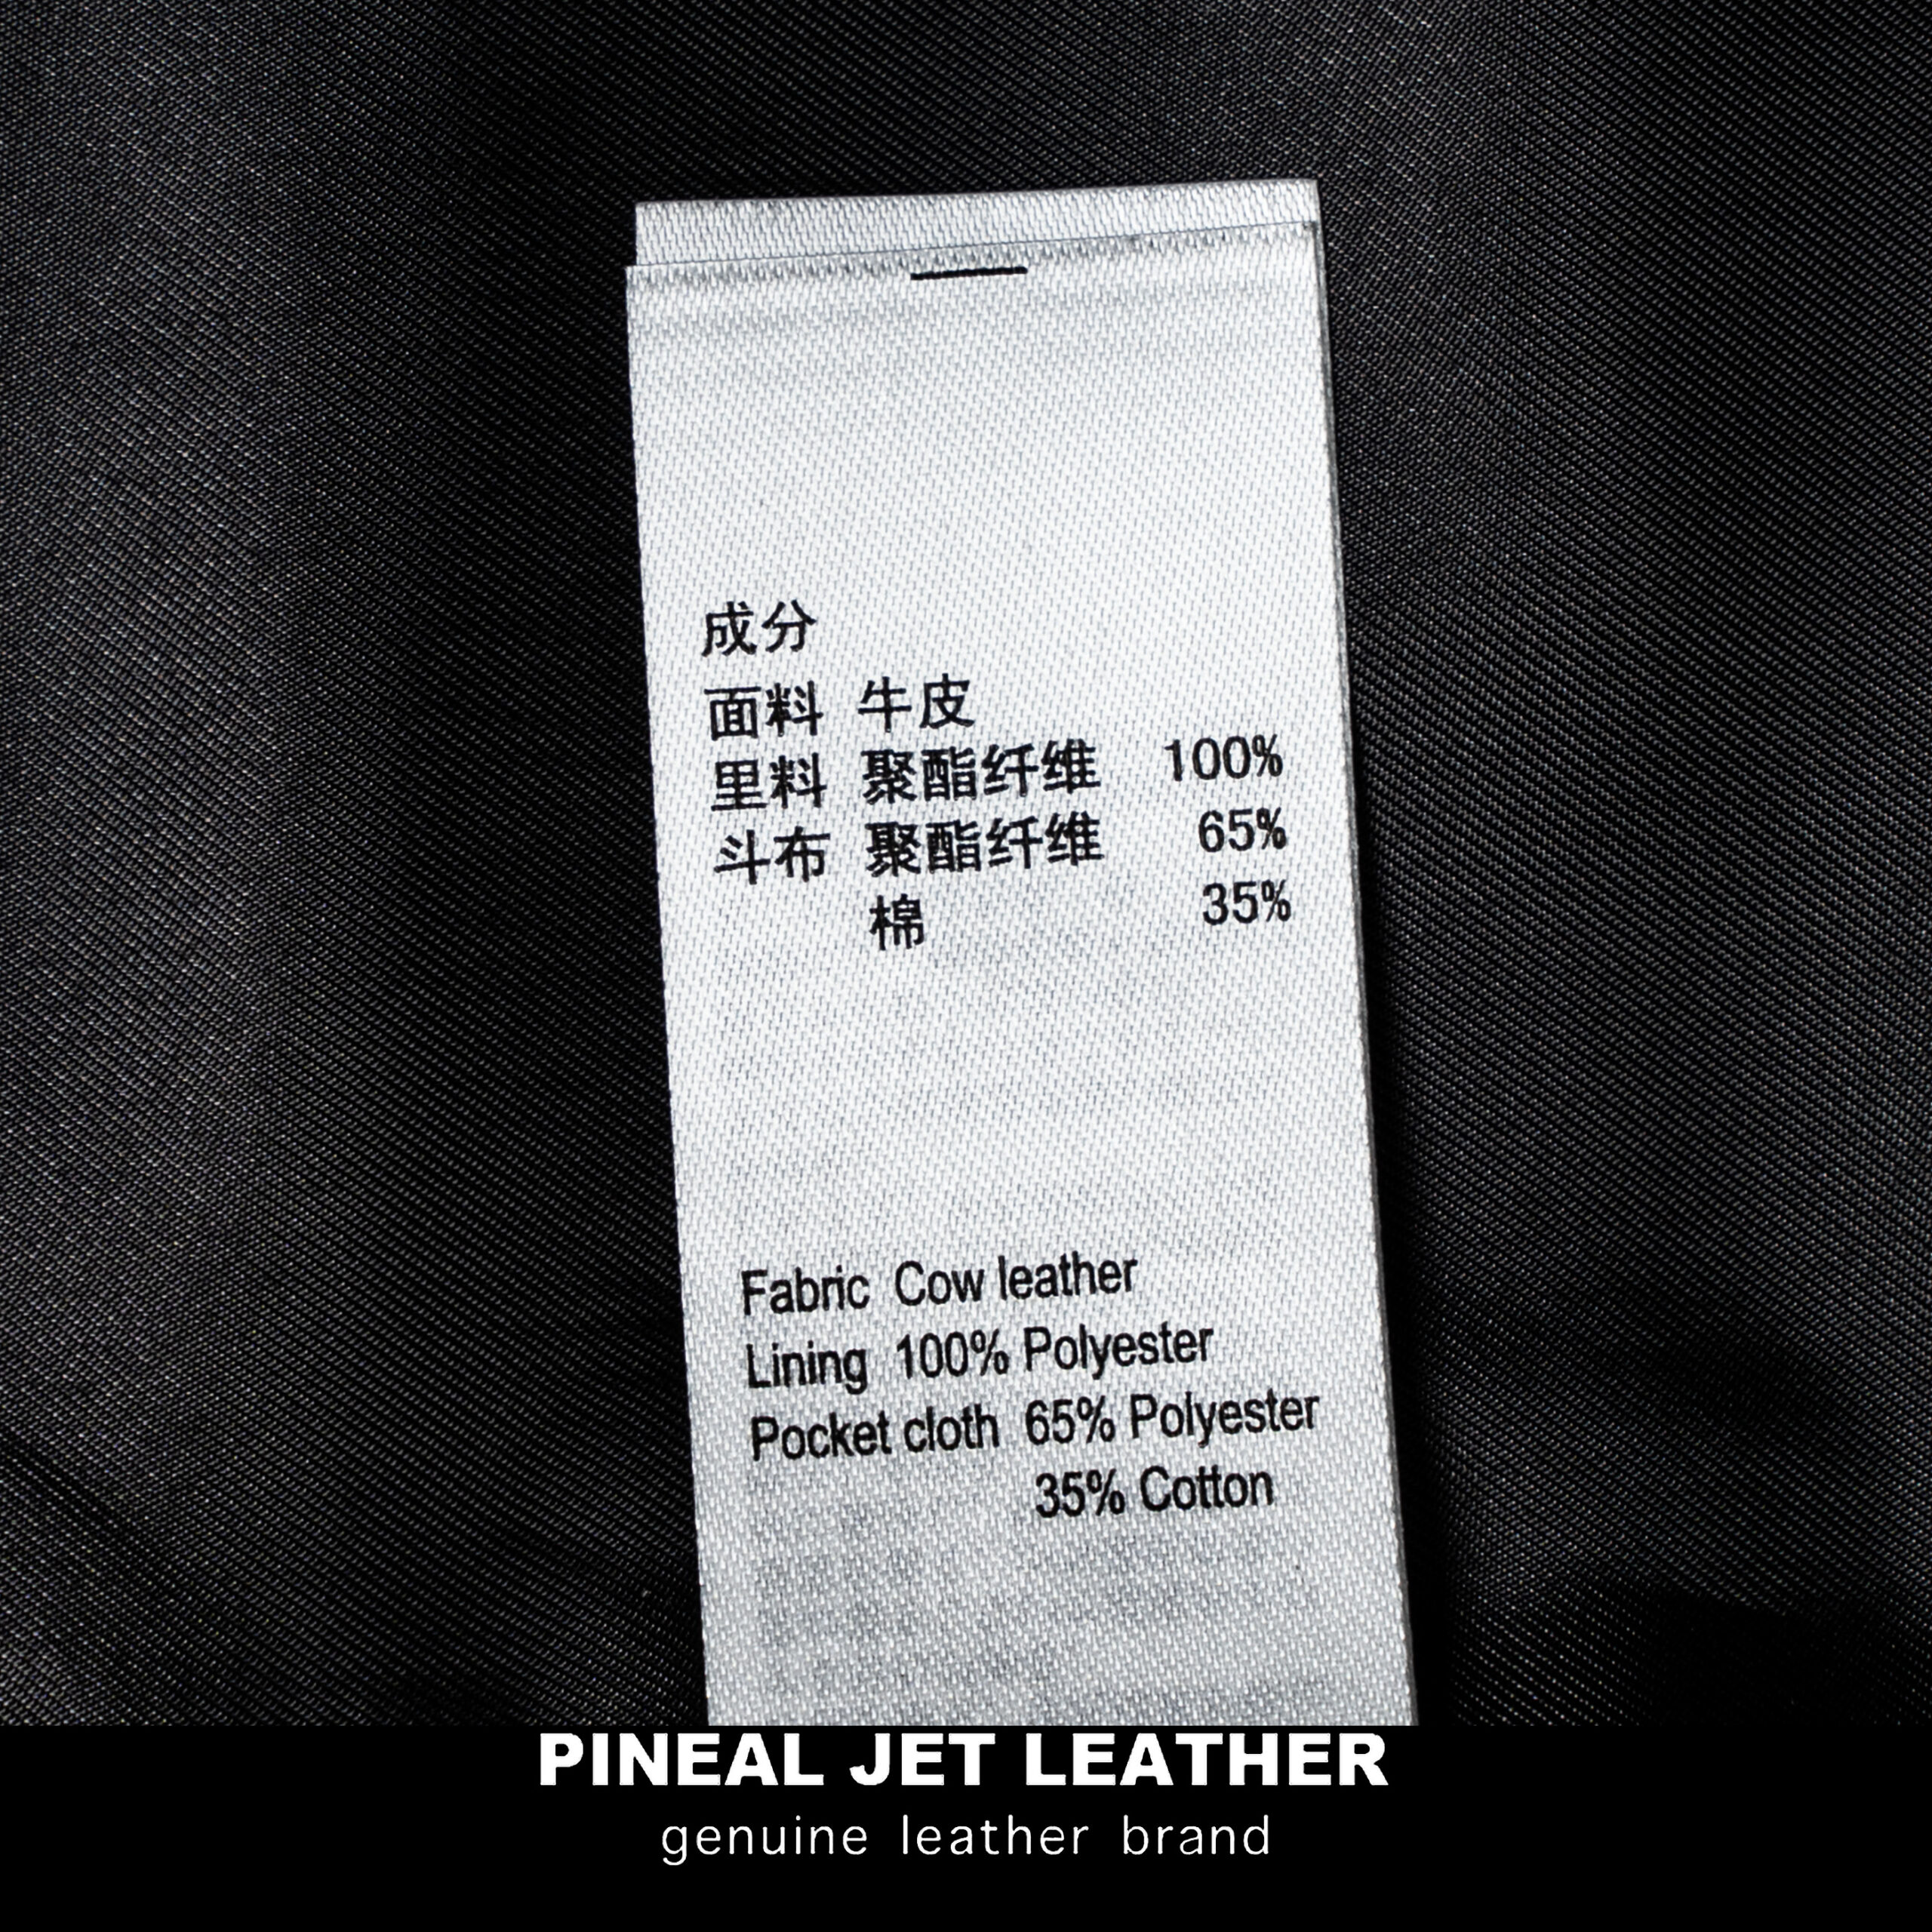 成分
面料 牛皮
里料 聚酯纤维 100%
斗布 聚酯纤维 65%
棉 35%
Fabric Cow leather
Lining 100% Polyester
Pocket cloth 65% Polyester
35% Cotton
PINEAL JET LEATHER
genuine leather brand